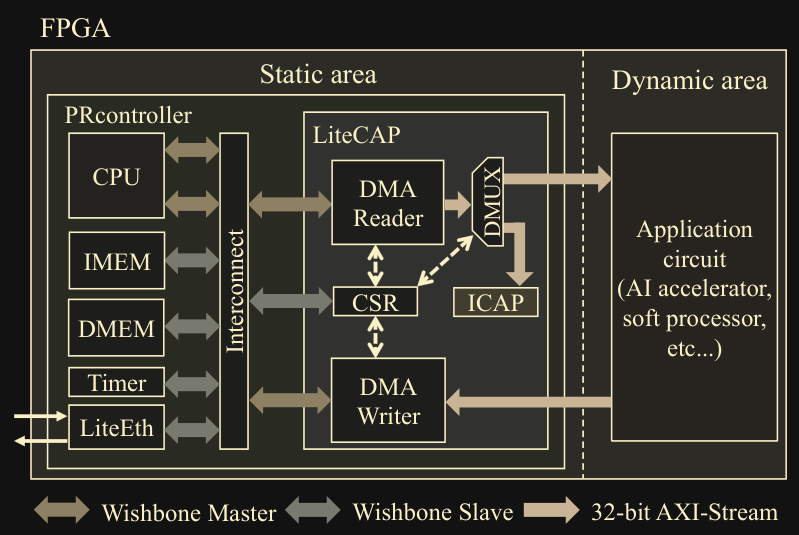 FPGA
Static area
Dynamic area
PRcontroller
LiteCAP
CPU
IMEM
DMEM
Timer
LiteEth
Interconnect
DMA
Reader
DMUX
CSR
ICAP
DMA
Writer
Application
circuit
(AI accelerator,
soft processor,
etc...)
Wishbone Master
Wishbone Slave
32-bit AXI-Stream